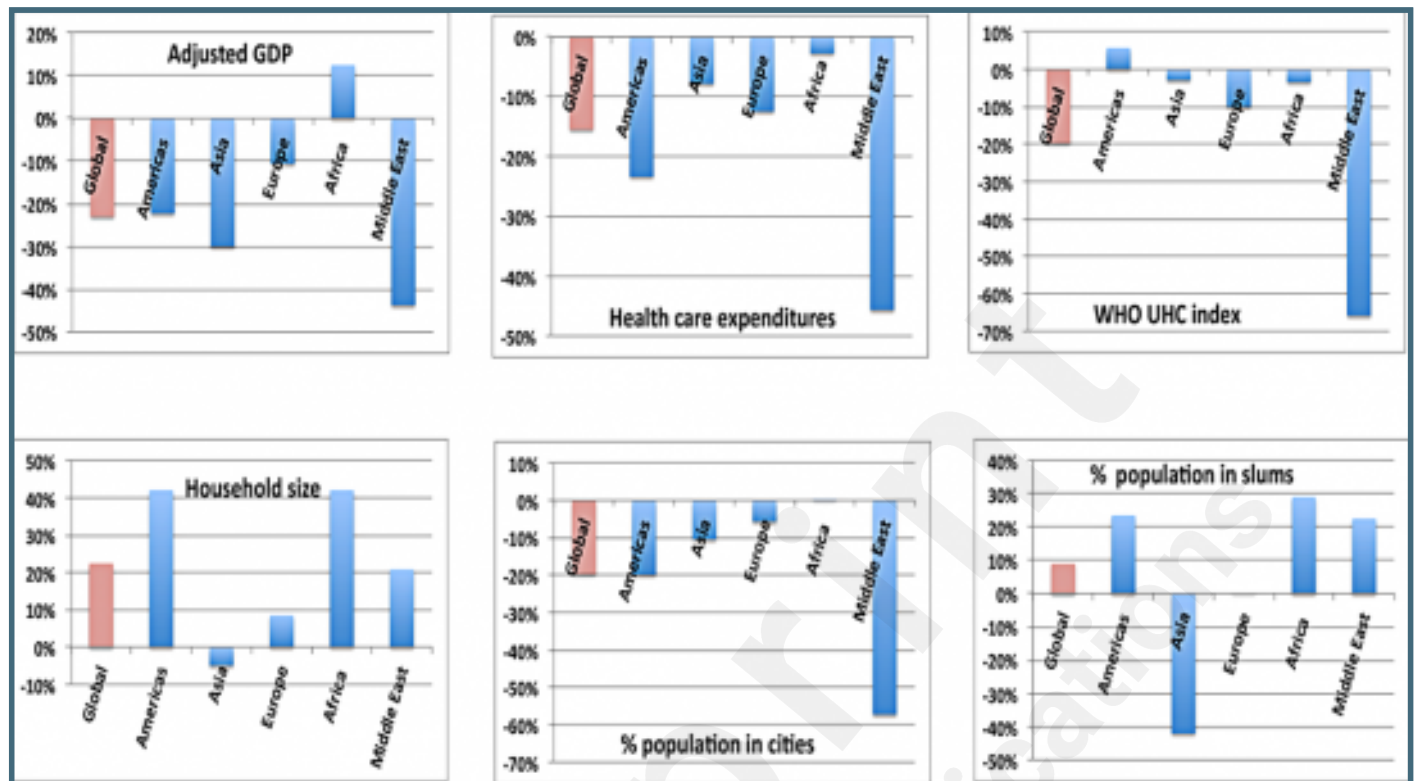 Adjusted GDP
20%
10%
0%
-10%
-20%
-30%
-40%
-50%
Global
Americas
Asia
Europe
Africa
Middle East
Health care expenditures
0%
-10%
-20%
-30%
-40%
-50%
Global
Americas
Asia
Europe
Africa
Middle East
WHO UHC index
10%
0%
-10%
-20%
-30%
-40%
-50%
-60%
-70%
Global
Americas
Asia
Europe
Africa
Middle East
Household size
50%
40%
30%
20%
10%
0%
-10%
Global
Americas
Asia
Europe
Africa
Middle East
% population in cities
10%
0%
-10%
-20%
-30%
-40%
-50%
-60%
-70%
Global
Americas
Asia
Europe
Africa
Middle East
% population in slums
40%
30%
20%
10%
0%
-10%
-20%
-30%
-40%
-50%
Global
Americas
Asia
Europe
Africa
Middle East